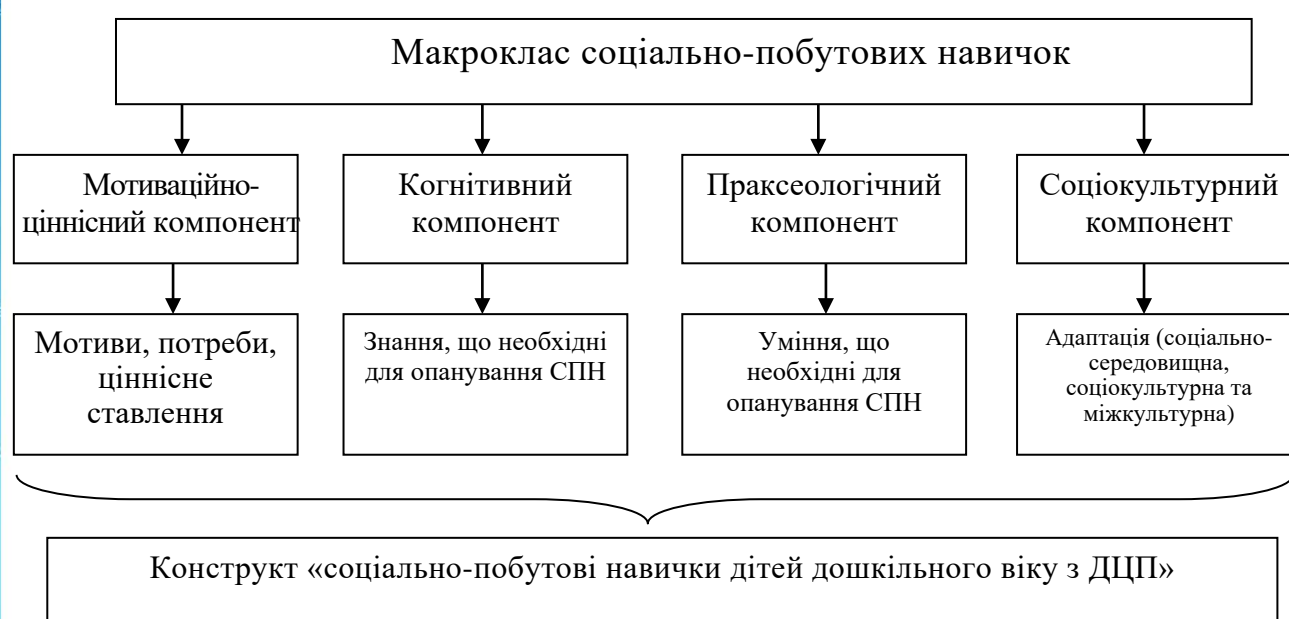 Макроклас соціально-побутових навичок
Мотиваційно-
ціннісний компонент
Когнітивний
компонент
Праксеологічний
компонент
Соціокультурний
компонент
Мотиви, потреби,
ціннісне
ставлення
Знання, що необхідні
для опанування СПН
Уміння, що
необхідні для
опанування СПН
Адаптація (соціально-
середовищна,
соціокультурна та
міжкультурна)
Конструкт «соціально-побутові навички дітей дошкільного віку з ДЦП»